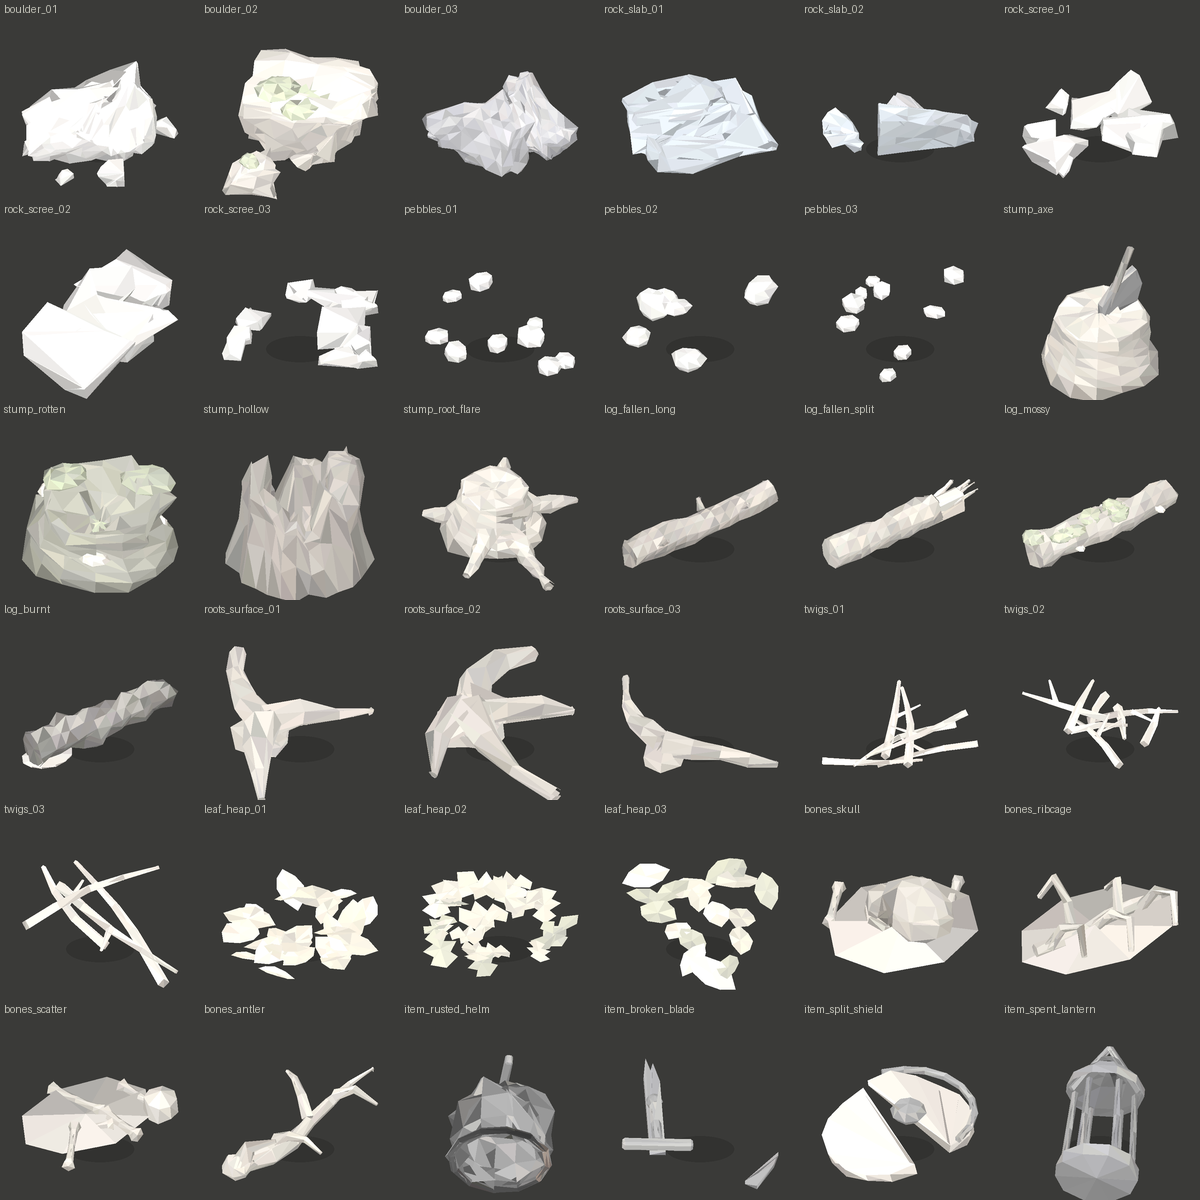 boulder_01 boulder_02 boulder_03 rock_slab_01 rock_slab_02 rock_scree_01
rock_scree_02 rock_scree_03 pebbles_01 pebbles_02 pebbles_03 stump_axe
stump_rotten stump_hollow stump_root_flare log_fallen_long log_fallen_split log_mossy
log_burnt roots_surface_01 roots_surface_02 roots_surface_03 twigs_01 twigs_02
twigs_03 leaf_heap_01 leaf_heap_02 leaf_heap_03 bones_skull bones_ribcage
bones_scatter bones_antler item_rusted_helm item_broken_blade item_split_shield item_spent_lantern